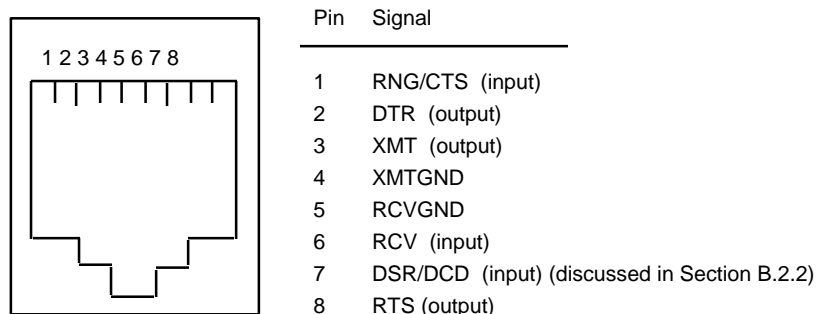 Pin Signal
1 2 3 4 5 6 7 8
1 RNG/CTS (input)
2 DTR (output)
3 XMT (output)
4 XMTGND
5 RCVGND
6 RCV (input)
7 DSR/DCD (input) (discussed in Section B.2.2)
8 RTS (output)